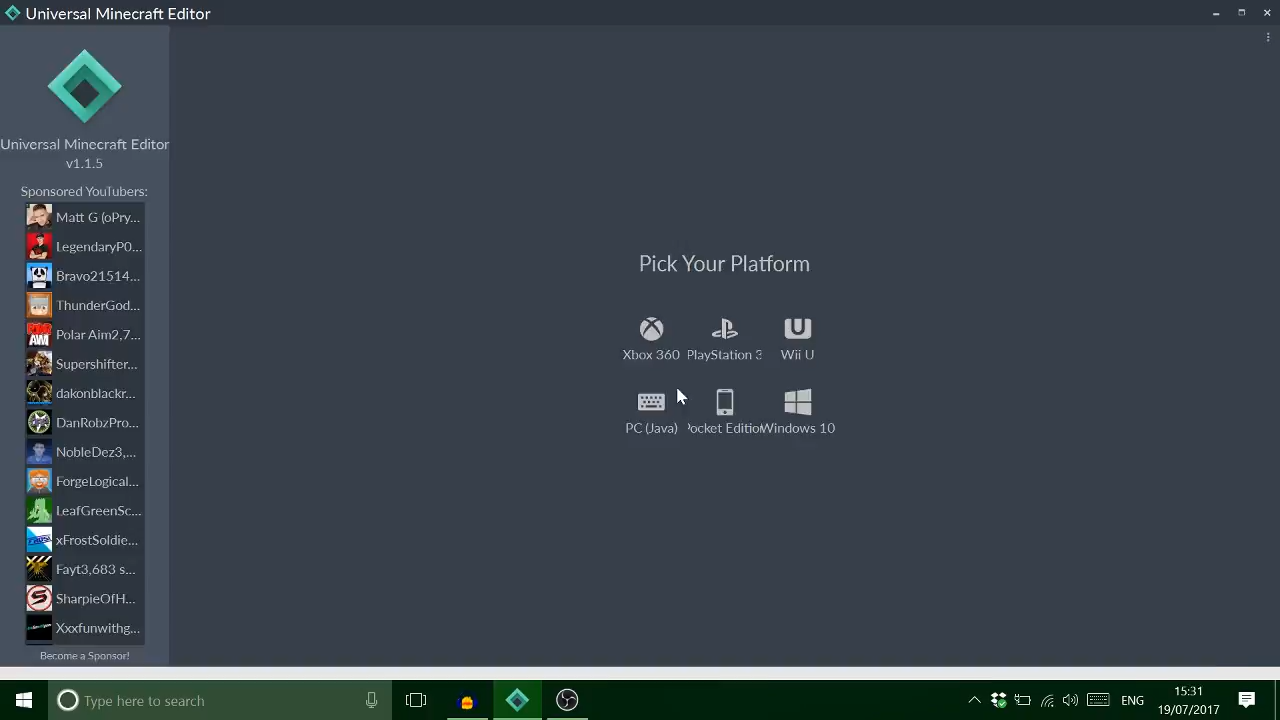 Universal Minecraft Editor
Universal Minecraft Editor
v1.1.5
Sponsored YouTubers:
Matt G (oPry...
LegendaryP0...
Bravo21514...
ThunderGod...
Polar Aim2,7...
Supershifter...
dakonblackr...
DanRobzPro...
NobleDez3,...
ForgeLogical...
LeafGreenSc...
xFrostSoldie...
Fayt3,683 s...
SharpieOfH...
Xxxfunwithg...
Become a Sponsor!
Pick Your Platform
Xbox 360 PlayStation 3 Wii U
PC (Java) Pocket Edition Windows 10
Type here to search
ENG
15:31
19/07/2017